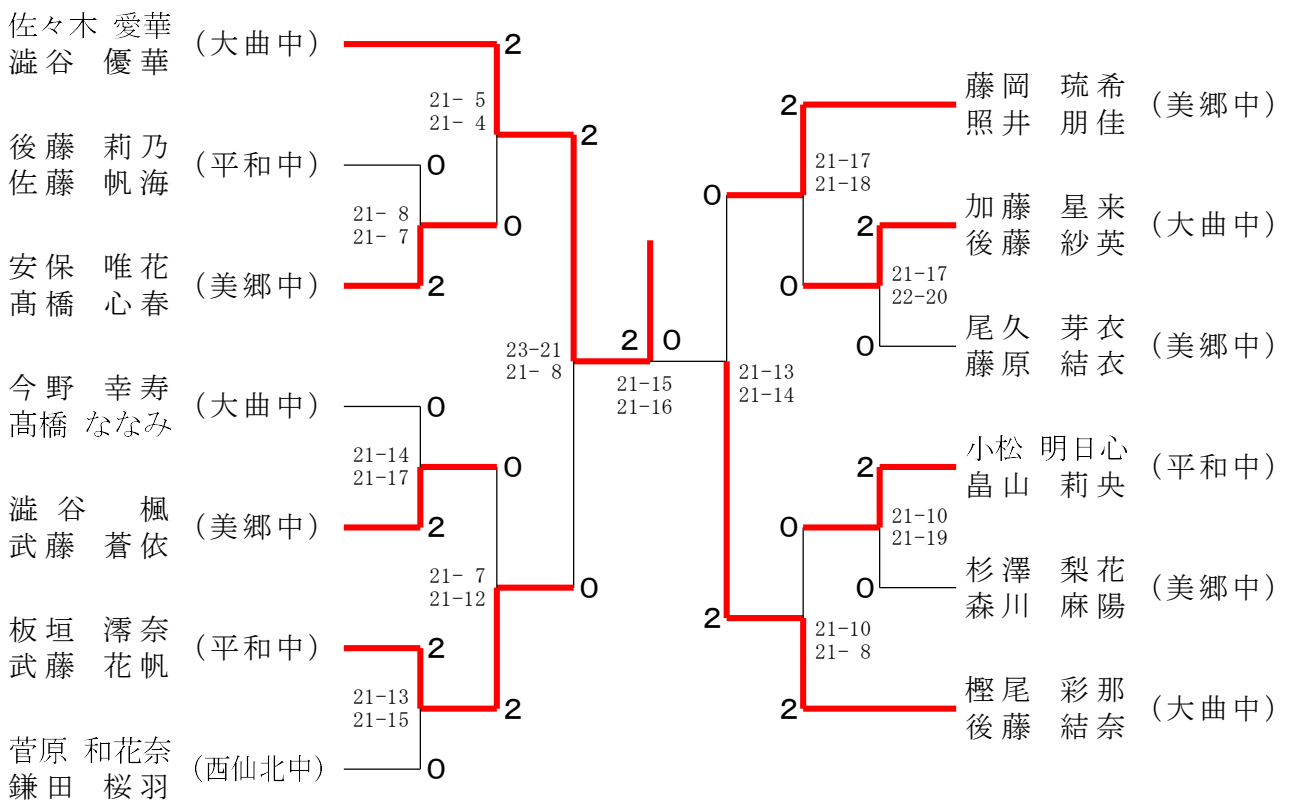 佐々木 愛華
澁谷 優華
(大曲中)
2
21- 5
21- 4
後藤 莉乃
佐藤 帆海
(平和中)
0
2
21- 8
21- 7
0
安保 唯花
髙橋 心春
(美郷中)
2
今野 幸寿
髙橋 ななみ
(大曲中)
0
23-21
21- 8
21-14
21-17
0
澁谷 楓
武藤 蒼依
(美郷中)
2
21- 7
21-12
0
板垣 澪奈
武藤 花帆
(平和中)
2
21-13
21-15
2
菅原 和花奈
鎌田 桜羽
(西仙北中)
0
2 0
21-15
21-16
2
藤岡 琉希
照井 朋佳
(美郷中)
21-17
21-18
0
2
加藤 星来
後藤 紗英
(大曲中)
0
21-17
22-20
0
尾久 芽衣
藤原 結衣
(美郷中)
21-13
21-14
2
小松 明日心
畠山 莉央
(平和中)
0
21-10
21-19
0
杉澤 梨花
森川 麻陽
(美郷中)
2
21-10
21- 8
2
樫尾 彩那
後藤 結奈
(大曲中)